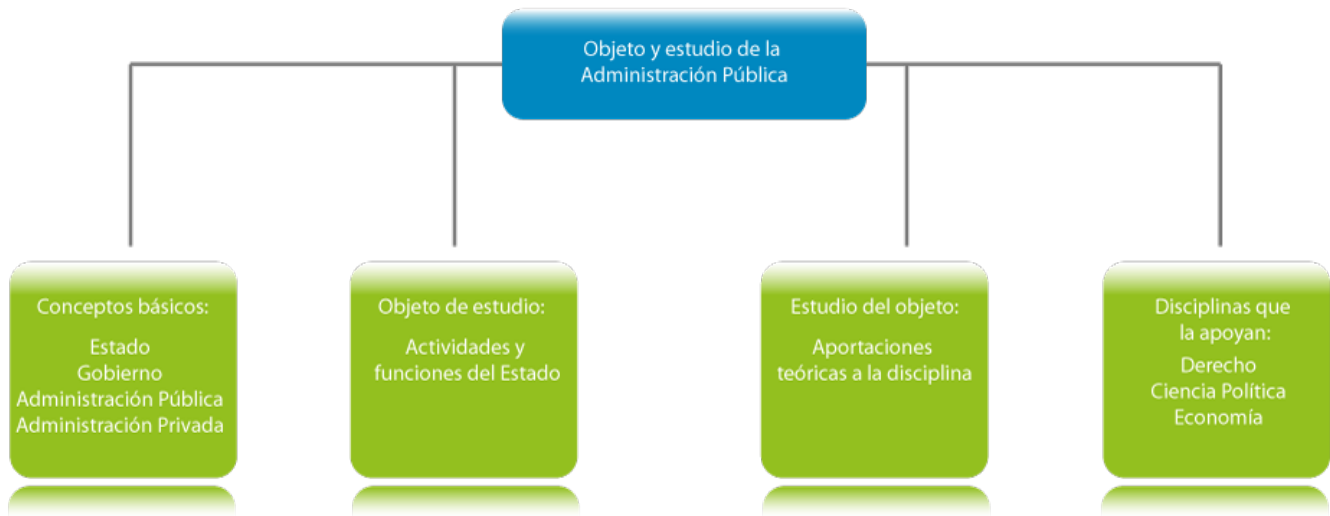 Objeto y estudio de la
Administración Pública
Conceptos básicos:
Estado
Gobierno
Administración Pública
Administración Privada
Objeto de estudio:
Actividades y
funciones del Estado
Estudio del objeto:
Aportaciones
teóricas a la disciplina
Disciplinas que
la apoyan:
Derecho
Ciencia Política
Economía